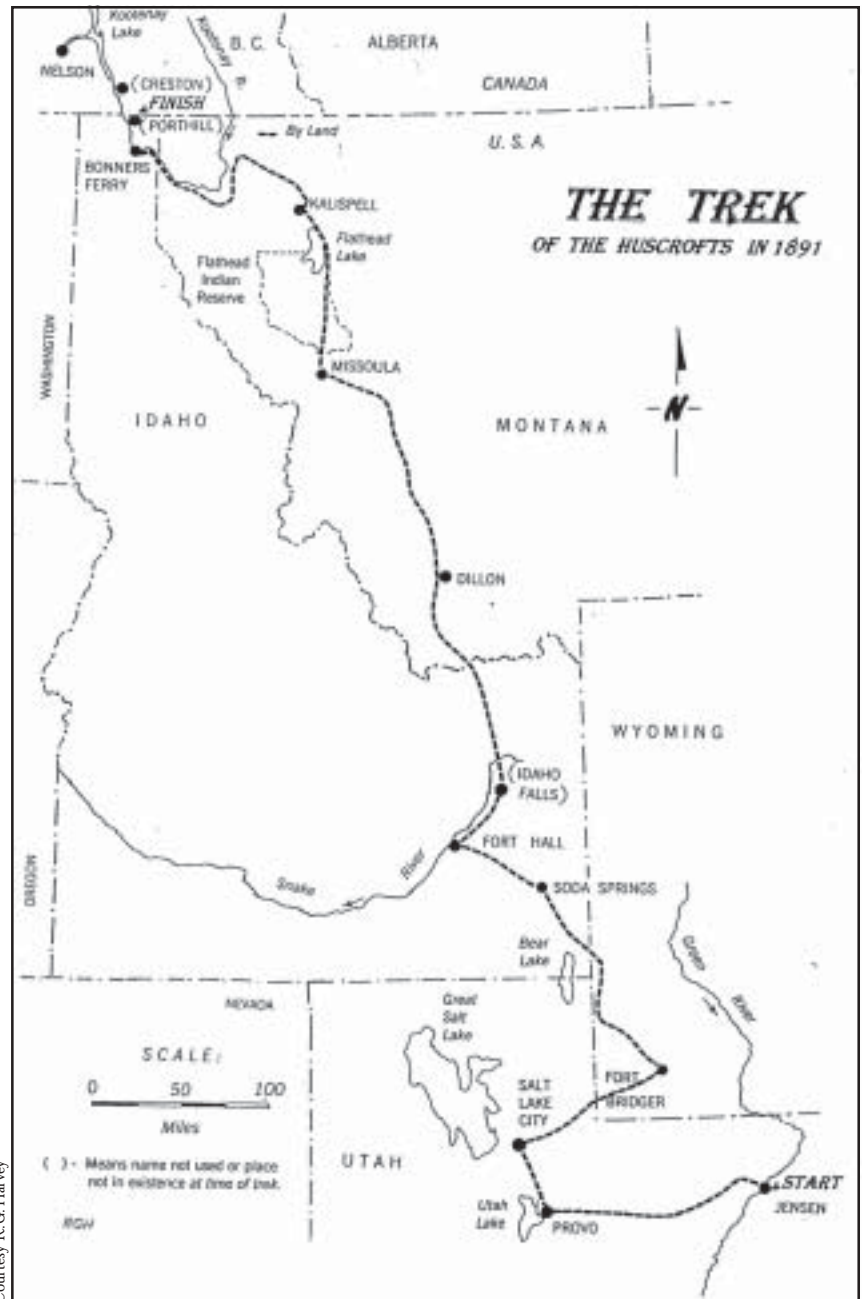 Kootenay
Lake
Kootenay R.
B. C.
ALBERTA
NELSON
(CRESTON)
CANADA
FINISH
(PORTHILL)
By Land
U. S. A.
BONNERS
FERRY
THE TREK
OF THE HUSCROFTS IN 1891
KALISPELL
Flathead
Lake
Flathead
Indian
Reserve
WASHINGTON
MISSOULA
N
IDAHO
MONTANA
DILLON
WYOMING
(IDAHO
FALLS)
FORT HALL
River
Snake
SODA SPRINGS
OREGON
Bear
Lake
Green
River
NEVADA
Great
Salt
Lake
SCALE:
0 50 100
Miles
SALT
LAKE
CITY
FORT
BRIDGER
( ) - Means name not used or place
not in existence at time of trek.
UTAH
START
JENSEN
Utah
Lake
PROVO
RGH
Courtesy R. G. Harvey